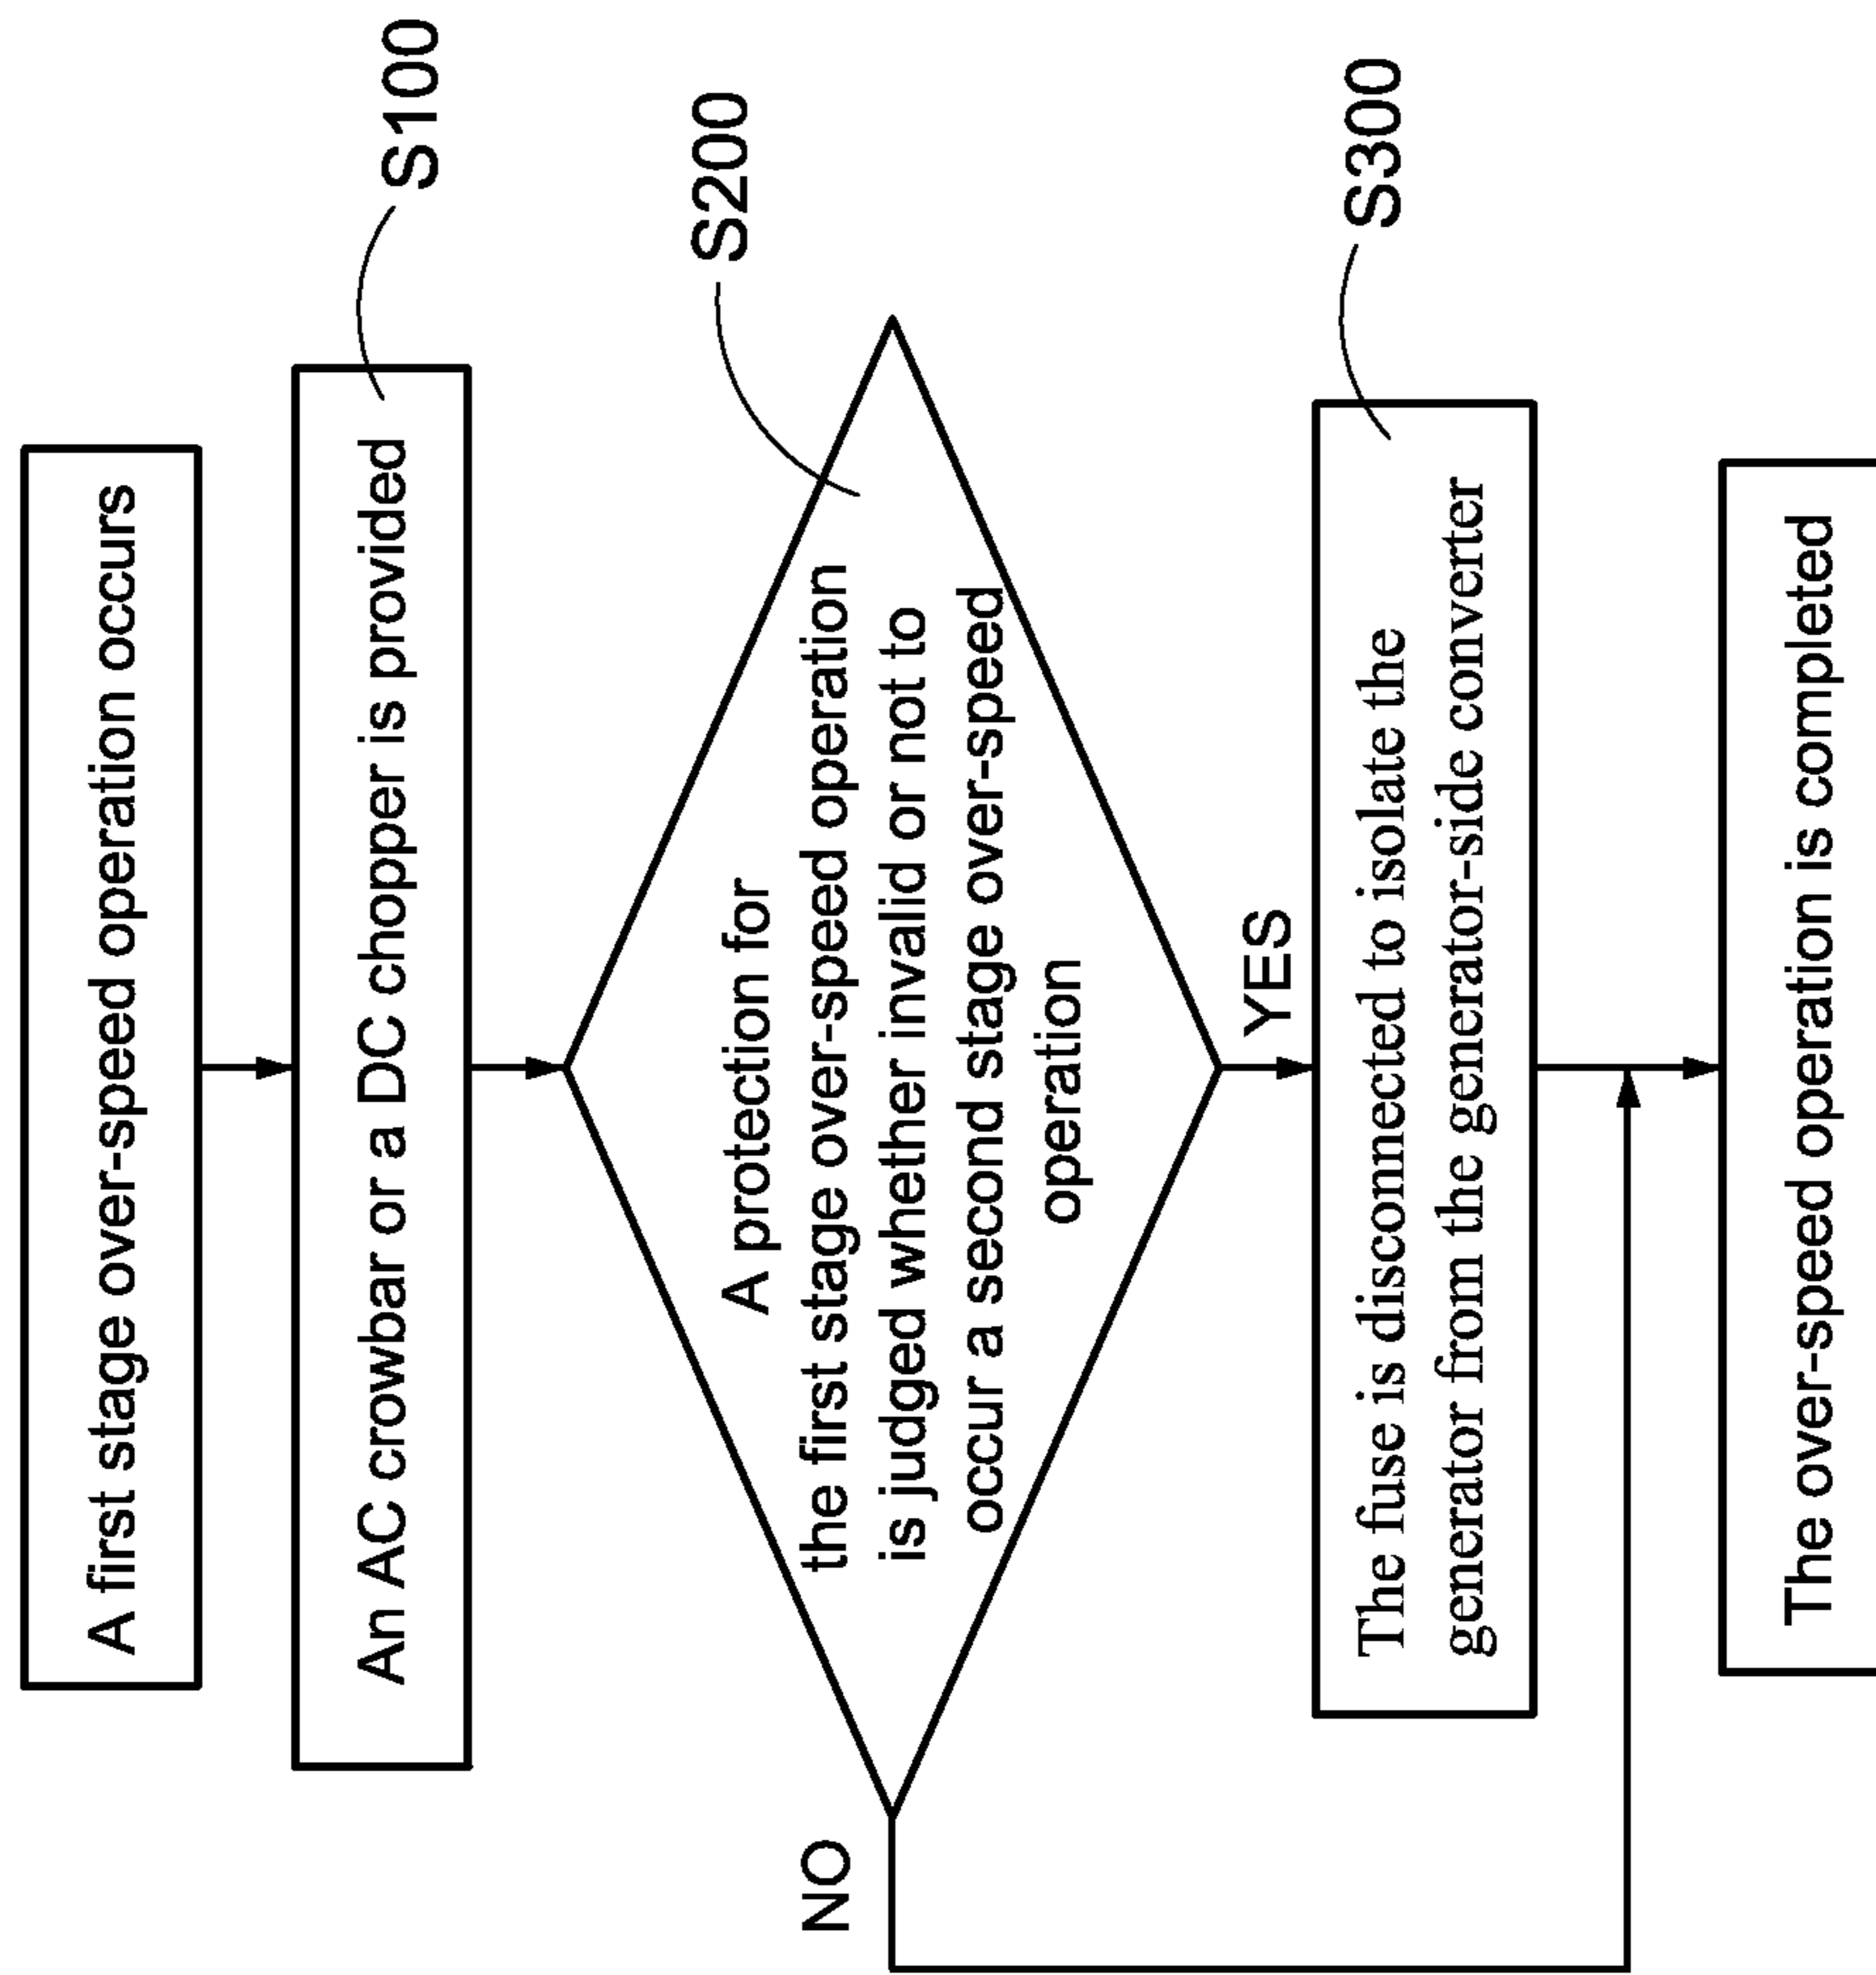 A first stage over-speed operation occurs
An AC crowbar or a DC chopper is provided
S100
A protection for
the first stage over-speed operation
is judged whether invalid or not to
occur a second stage over-speed
operation
S200
NO
YES
The fuse is disconnected to isolate the
generator from the generator-side converter
S300
The over-speed operation is completed